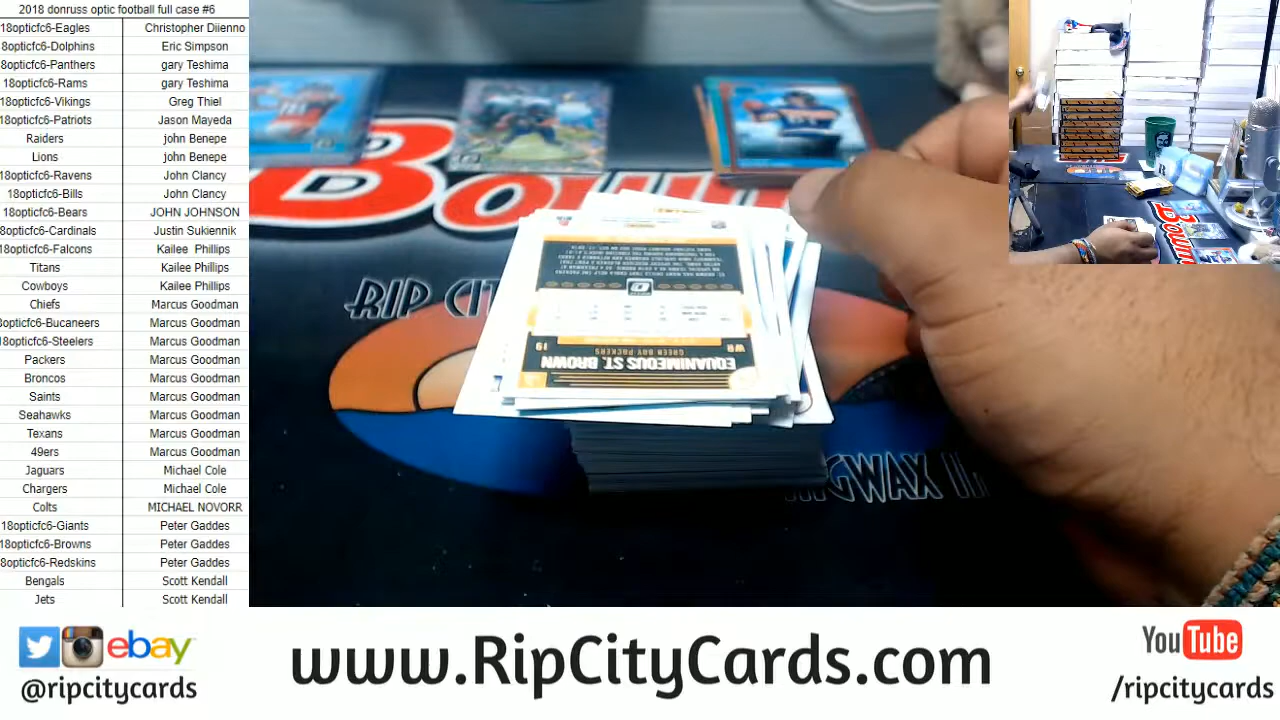 2018 donruss optic football full case #6
18opticfc6-Eagles Christopher Diienno
8opticfc6-Dolphins Eric Simpson
8opticfc6-Panthers gary Teshima
18opticfc6-Rams gary Teshima
18opticfc6-Vikings Greg Thiel
18opticfc6-Patriots Jason Mayeda
Raiders john Benepe
Lions john Benepe
18opticfc6-Ravens John Clancy
18opticfc6-Bills John Clancy
18opticfc6-Bears JOHN JOHNSON
8opticfc6-Cardinals Justin Sukiennik
18opticfc6-Falcons Kailee Phillips
Titans Kailee Phillips
Cowboys Kailee Phillips
Chiefs Marcus Goodman
8opticfc6-Bucaneers Marcus Goodman
18opticfc6-Steelers Marcus Goodman
Pickers Marcus Goodman
Broncos Marcus Goodman
Saints Marcus Goodman
Seahawks Marcus Goodman
Texans Marcus Goodman
49ers Marcus Goodman
Jaguars Michael Cole
Chargers Michael Cole
Colts MICHAEL NOVORR
18opticfc6-Giants Peter Gaddes
18opticfc6-Browns Peter Gaddes
8opticfc6-Redskins Peter Gaddes
Bengals Scott Kendall
Jets Scott Kendall
RIP CIT
EQUANIMEOUS ST. BROWN
GREEN BAY PACKERS
WR
19
ebay
@ripcitycards
www.RipCityCards.com
YouTube
/ripcitycards